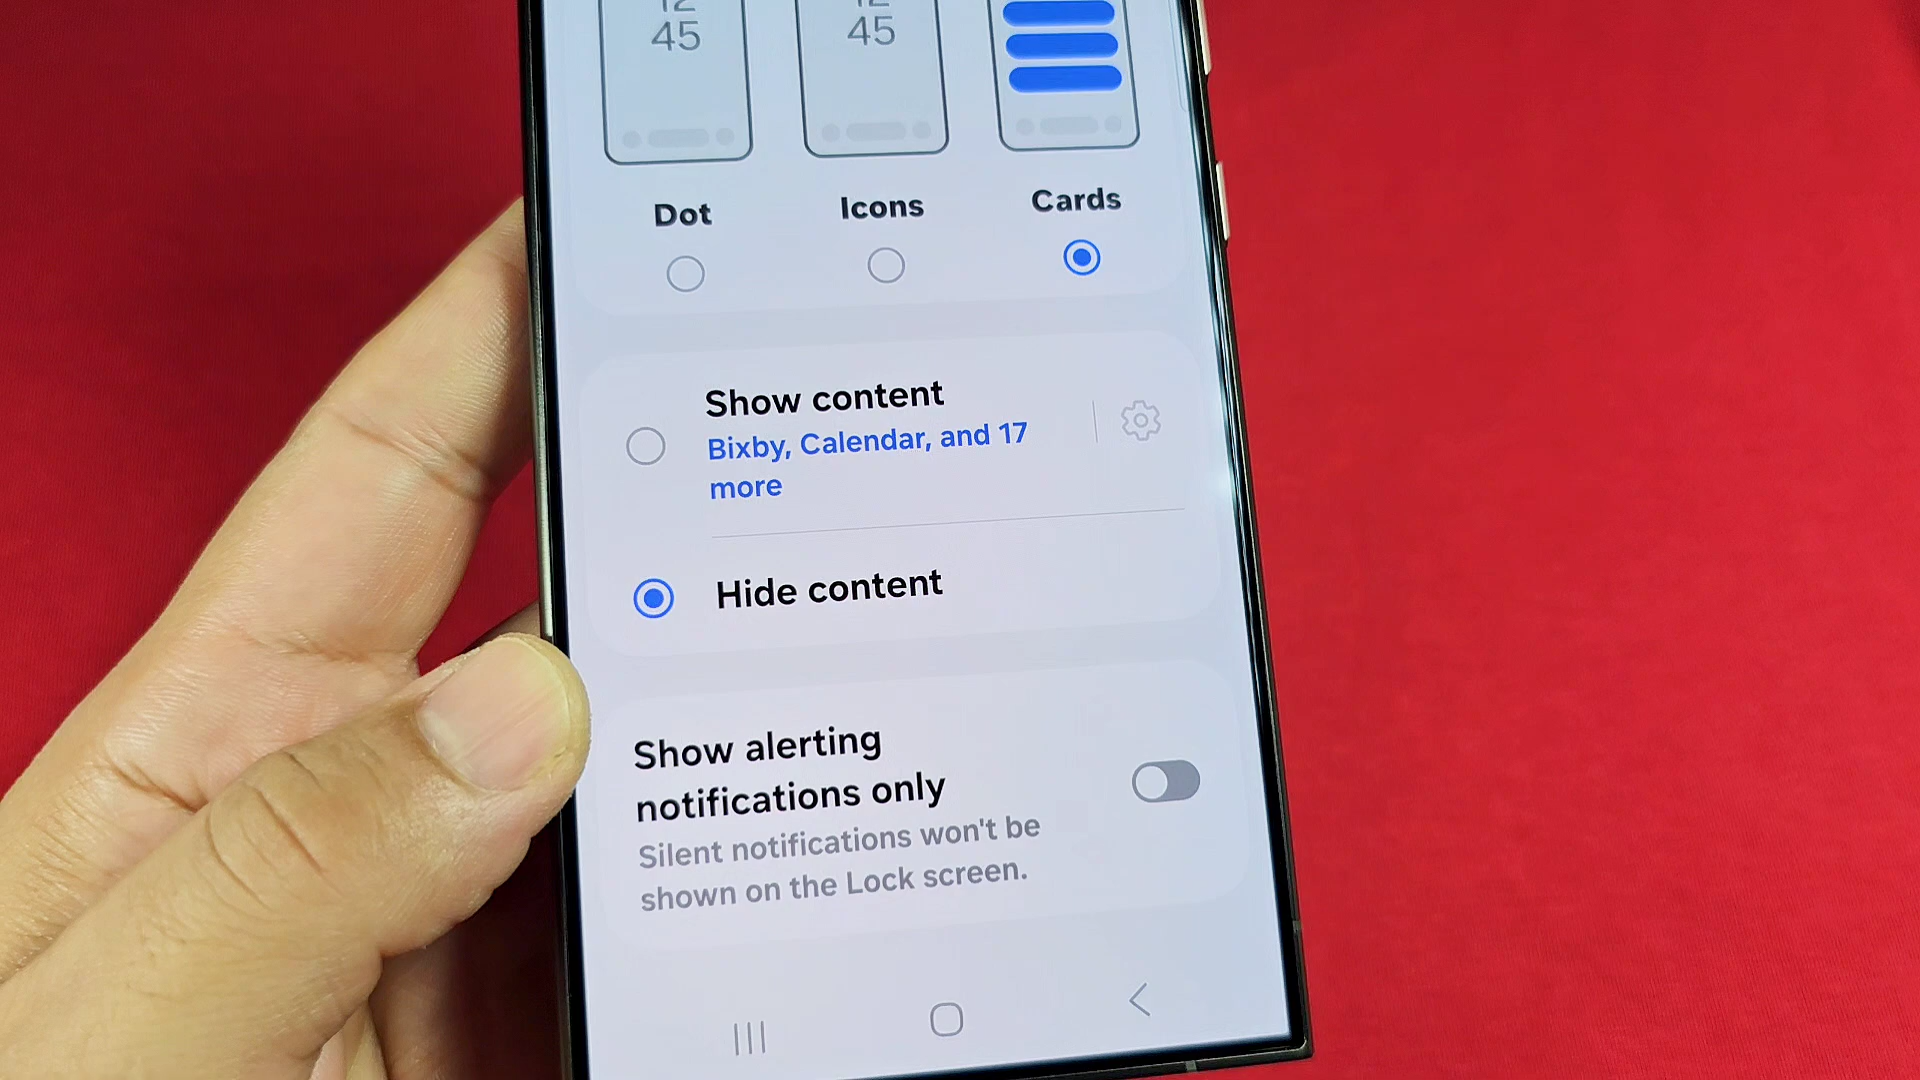 45
45
Dot
Icons
Cards
Show content
Bixby, Calendar, and 17
more
Hide content
Show alerting
notifications only
Silent notifications won't be
shown on the Lock screen.